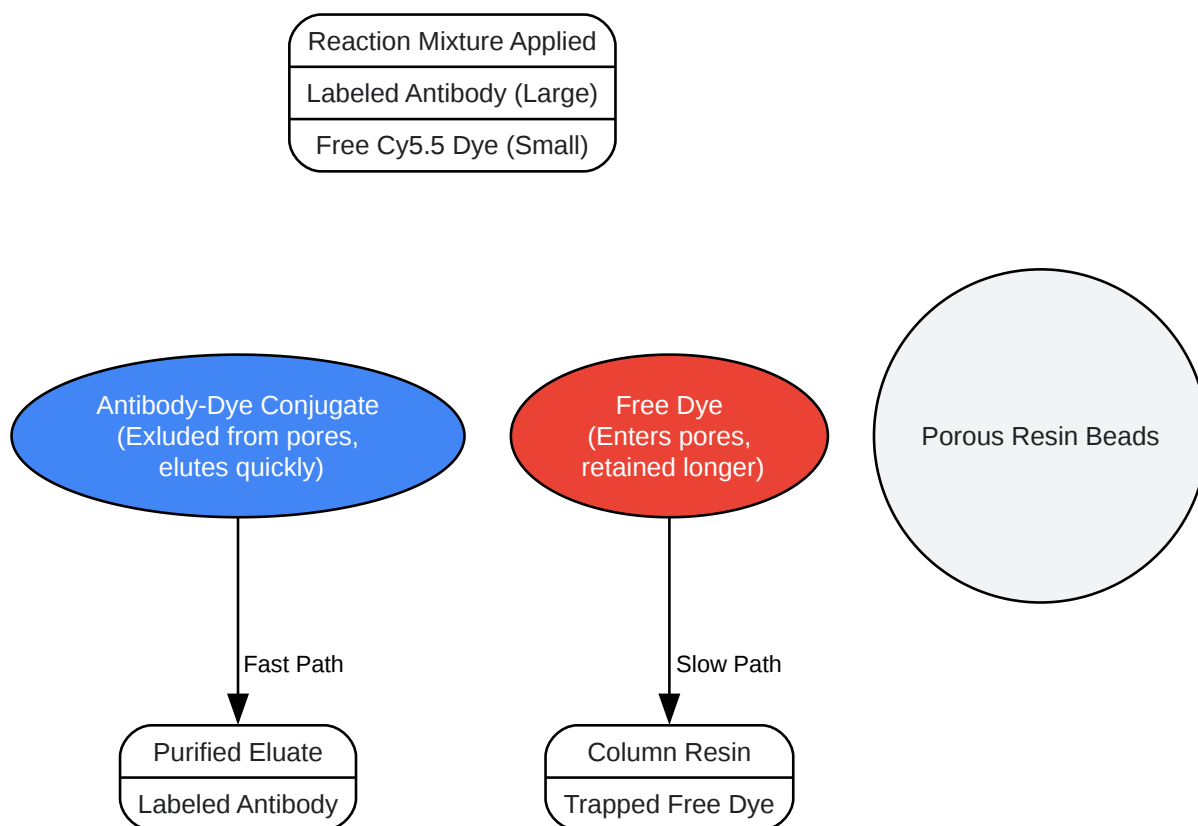 Reaction Mixture Applied
Labeled Antibody (Large)
Free Cy5.5 Dye (Small)
Antibody-Dye Conjugate
(Exluded from pores,
elutes quickly)
Free Dye
(Enters pores,
retained longer)
Porous Resin Beads
Fast Path
Slow Path
Purified Eluate
Labeled Antibody
Column Resin
Trapped Free Dye